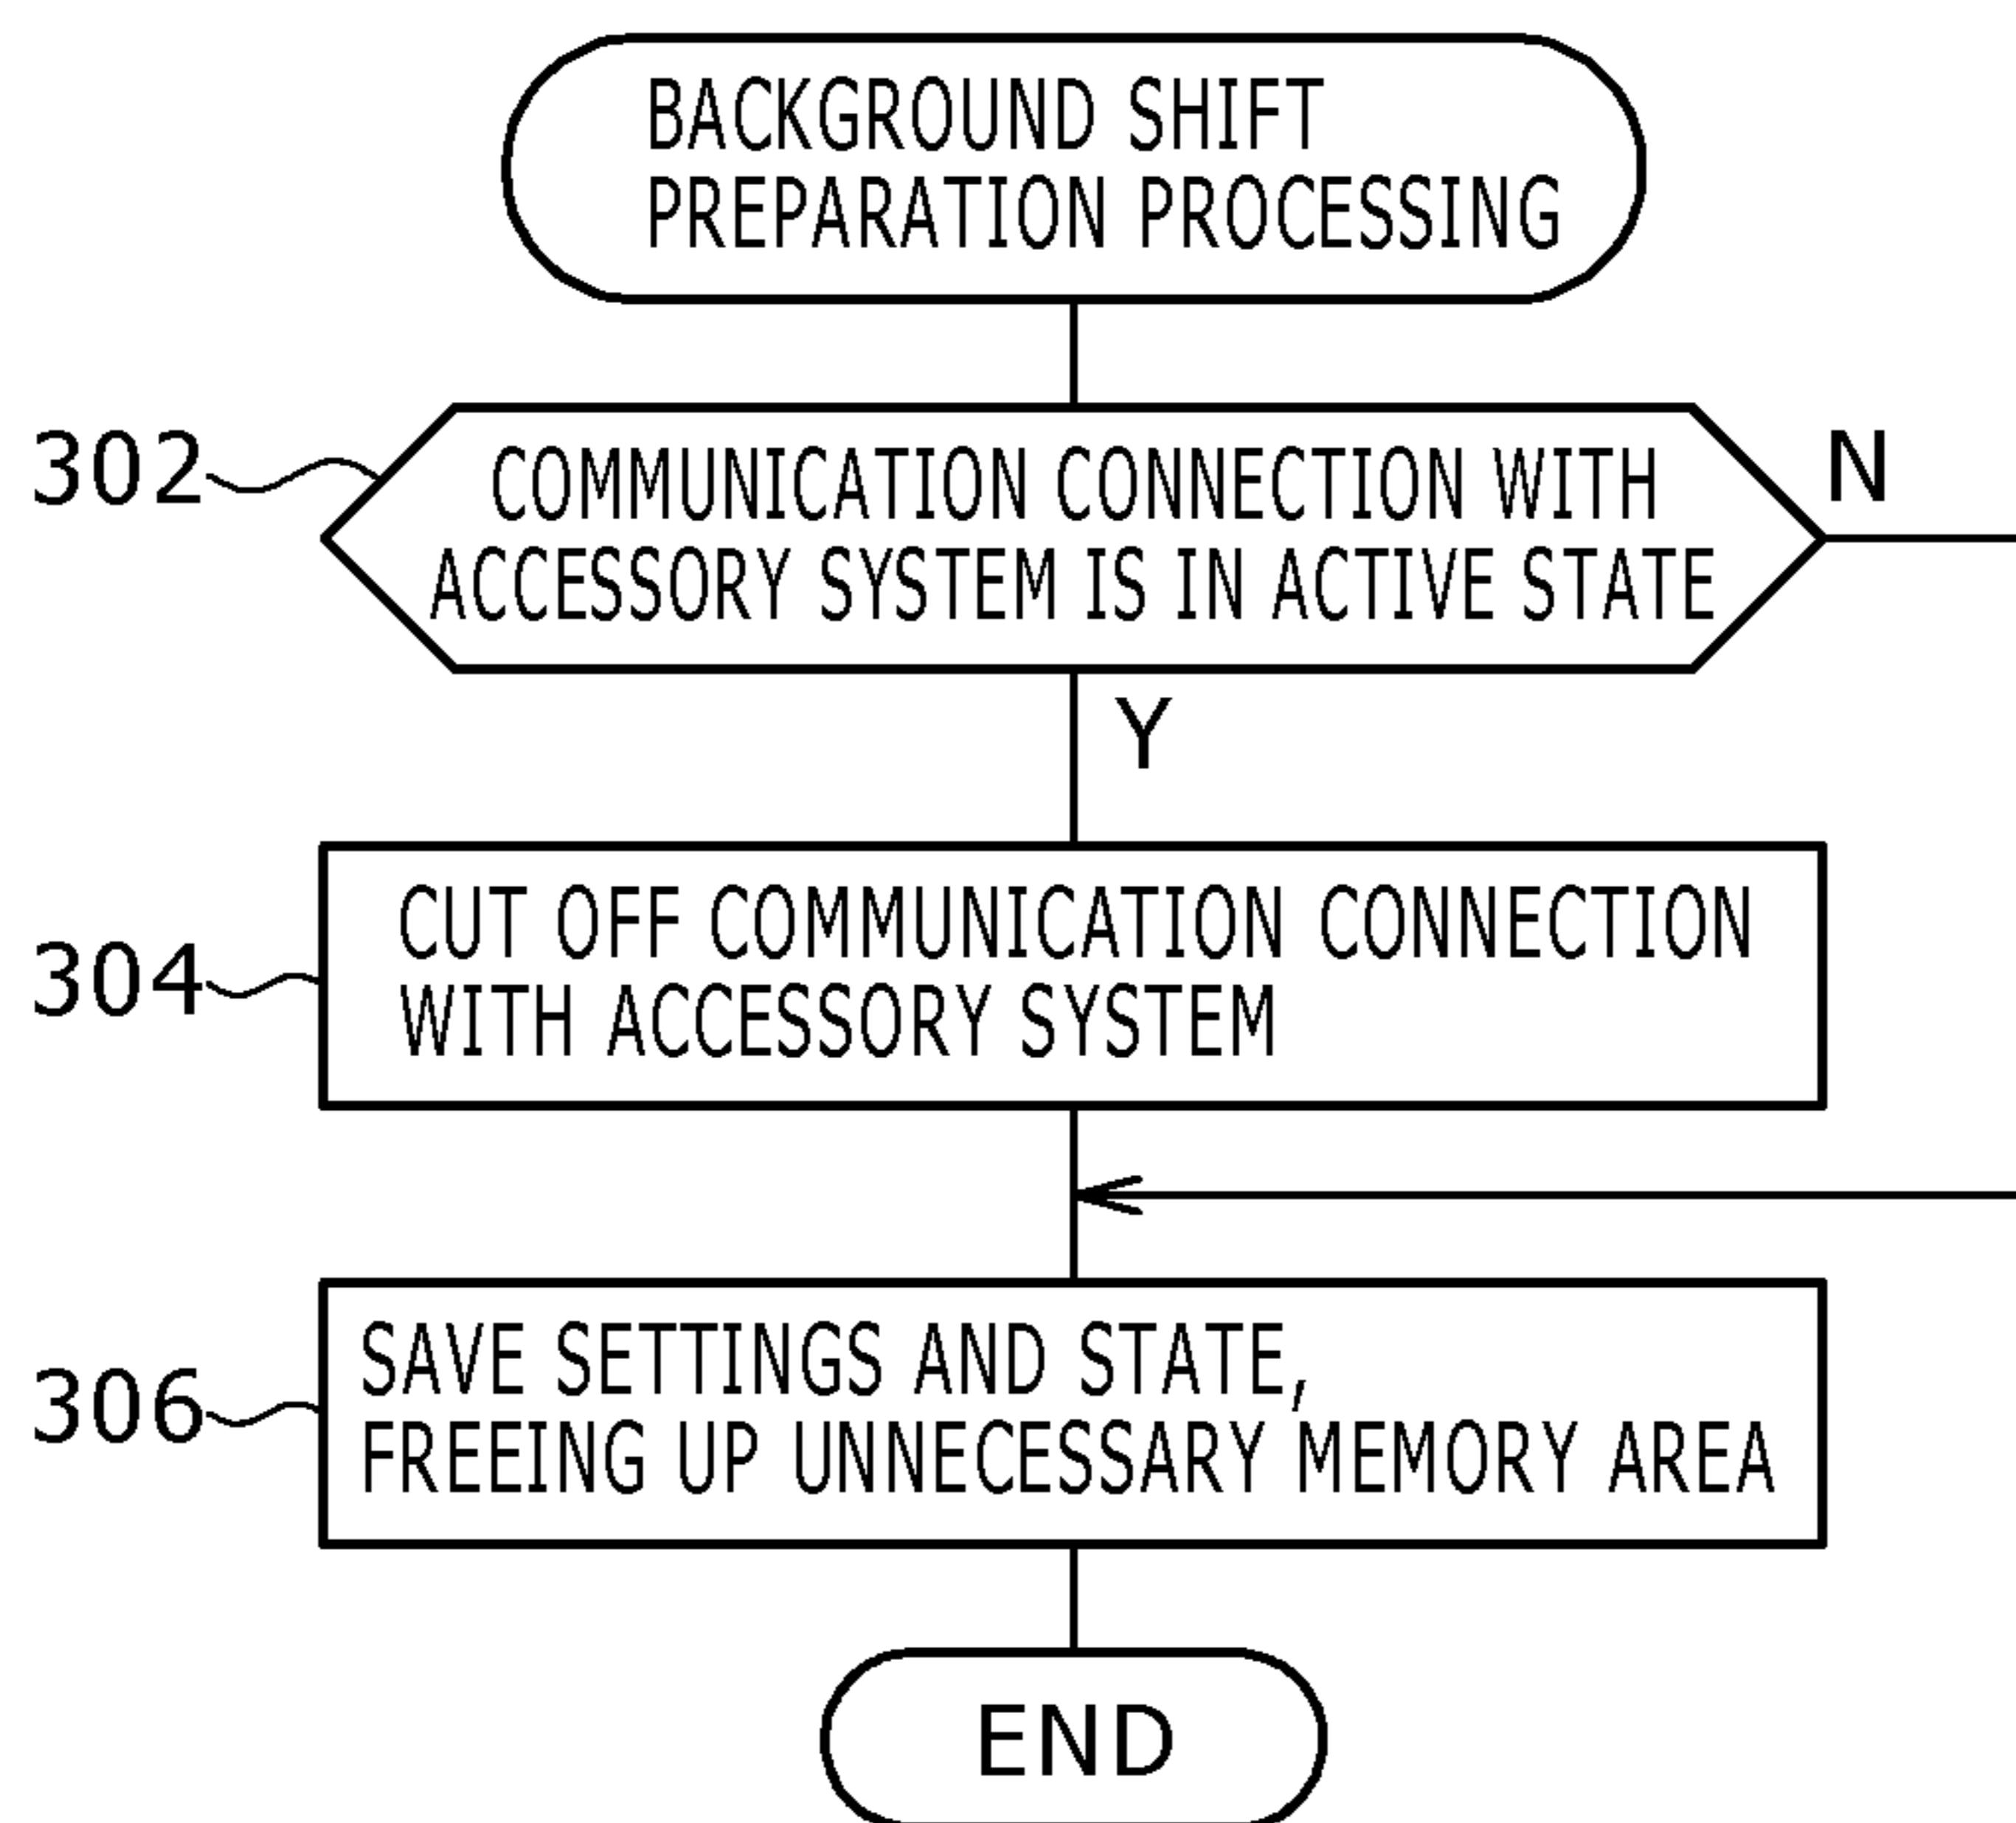 BACKGROUND SHIFT
PREPARATION PROCESSING
302
COMMUNICATION CONNECTION WITH
ACCESSORY SYSTEM IS IN ACTIVE STATE
N
Y
304
CUT OFF COMMUNICATION CONNECTION
WITH ACCESSORY SYSTEM
306
SAVE SETTINGS AND STATE,
FREEING UP UNNECESSARY MEMORY AREA
END